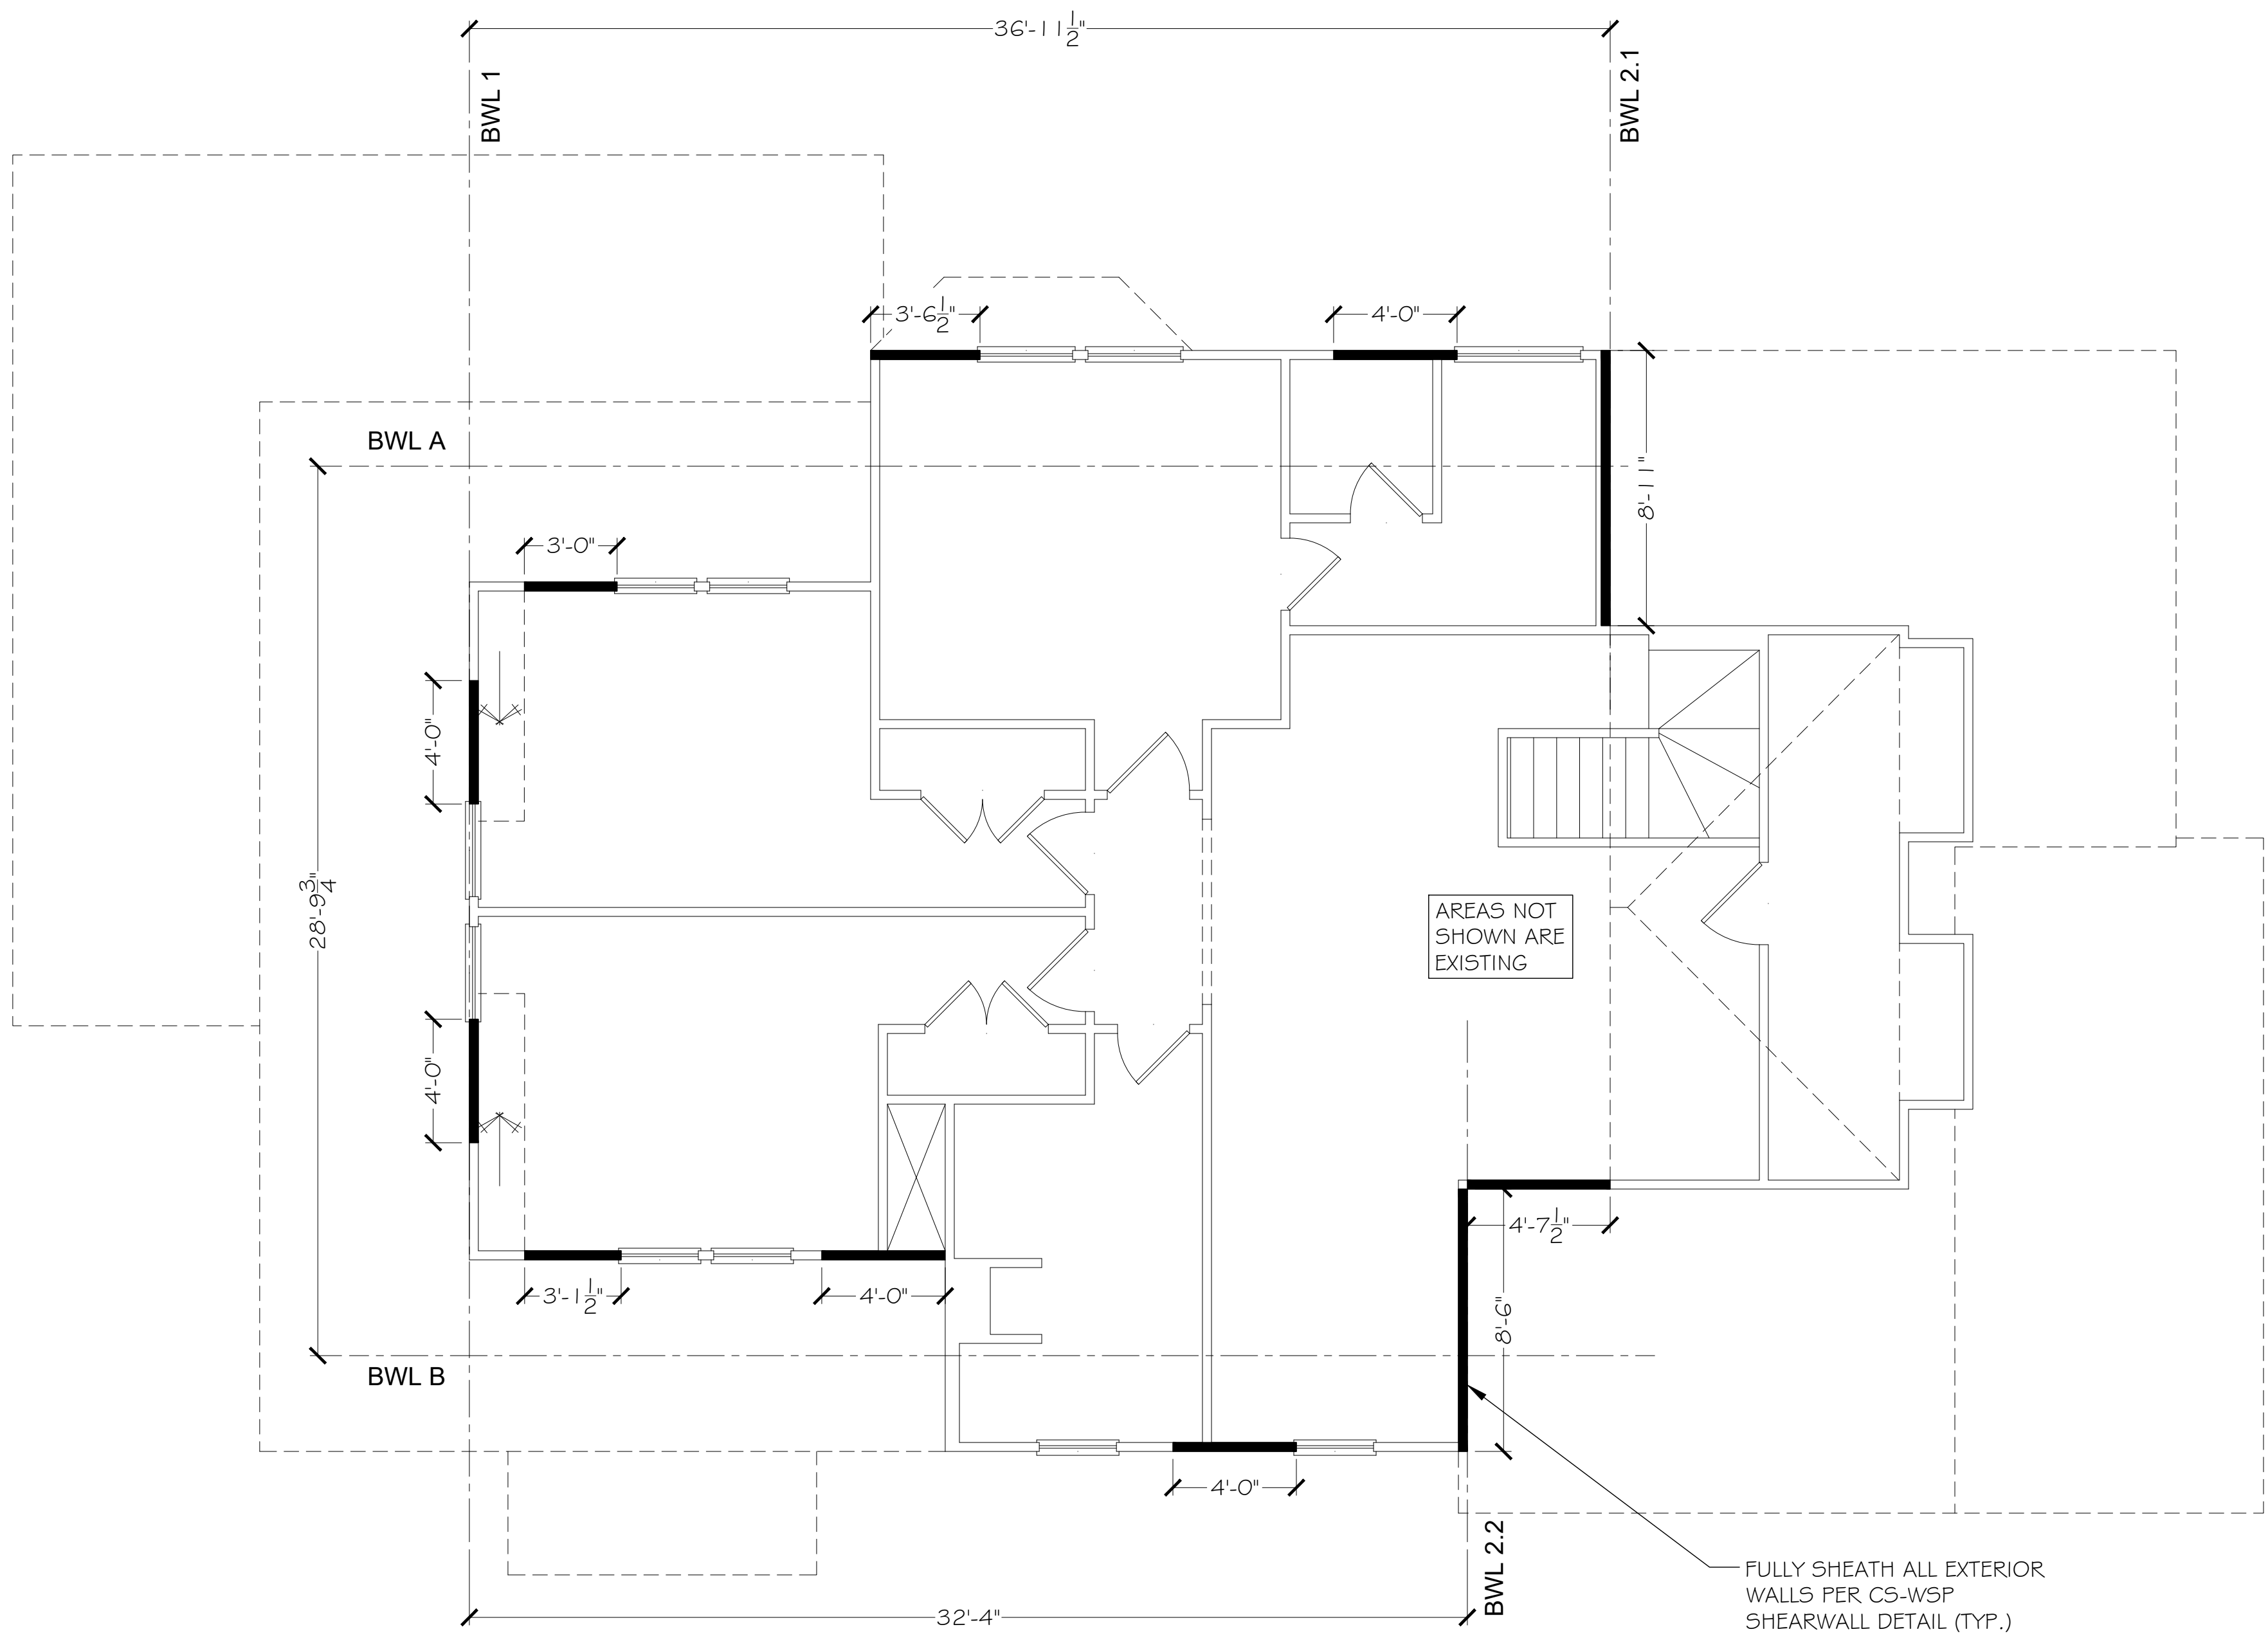 36'-11 1/2"
BWL 1
BWL 2.1
3'-6 1/2"
4'-0"
BWL A
8'-11"
3'-0"
4'-0"
28'-9 3/4"
AREAS NOT
SHOWN ARE
EXISTING
4'-0"
4'-7 1/2"
3'-1 1/2"
4'-0"
8'-6"
BWL B
4'-0"
BWL 2.2
FULLY SHEATH ALL EXTERIOR
WALLS PER CS-WSP
SHEARWALL DETAIL (TYP.)
32'-4"